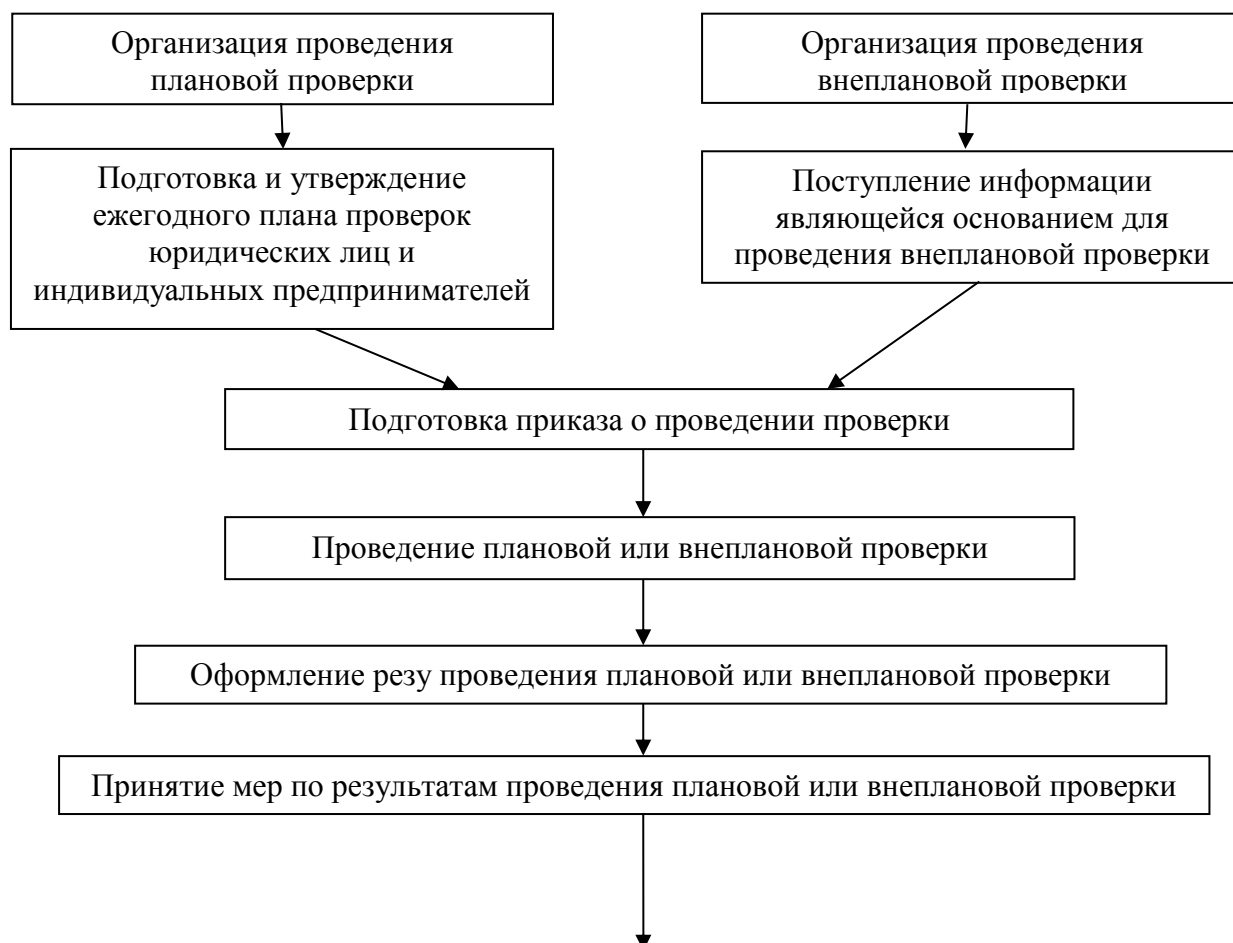 Организация проведения
плановой проверки
Организация проведения
внеплановой проверки
Подготовка и утверждение
ежегодного плана проверок
юридических лиц и
индивидуальных предпринимателей
Поступление информации
являющейся основанием для
проведения внеплановой проверки
Подготовка приказа о проведении проверки
Проведение плановой или внеплановой проверки
Оформление резу проведения плановой или внеплановой проверки
Принятие мер по результатам проведения плановой или внеплановой проверки